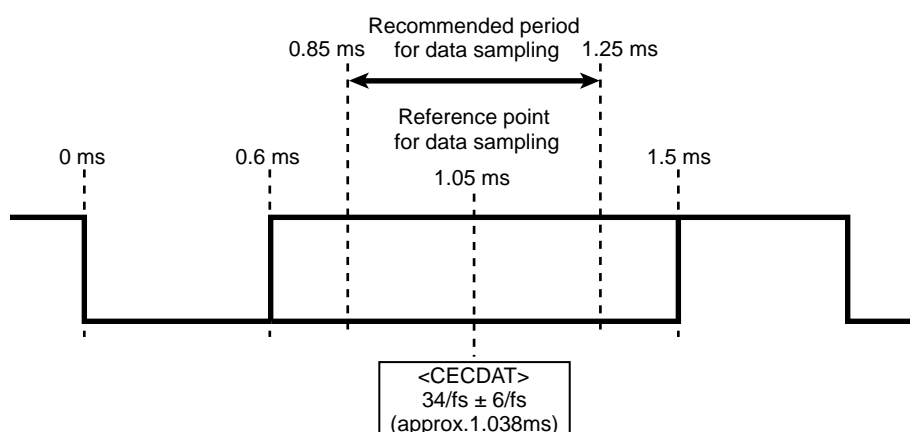 Recommended period
for data sampling
0.85 ms
1.25 ms
Reference point
for data sampling
0 ms
0.6 ms
1.05 ms
1.5 ms
<CECDAT>
34/fs ± 6/fs
(approx.1.038ms)